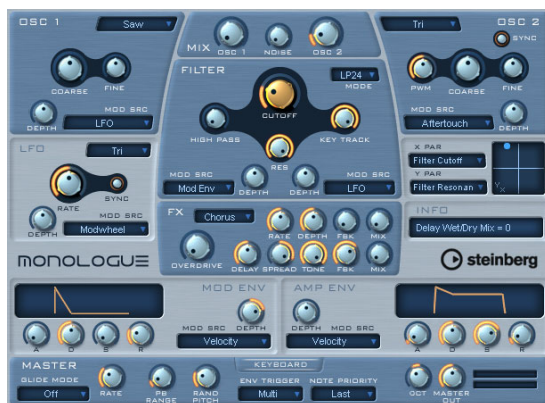 OSC 1
Saw
COARSE
FINE
DEPTH
MOD SRC
LFO
MIX
OSC 1
NOISE
OSC 2
Tri
OSC 2
SYNC
PWM
COARSE
FINE
MOD SRC
Aftertouch
DEPTH
FILTER
LP24
MODE
CUTOFF
HIGH PASS
KEY TRACK
RES
MOD SRC
Mod Env
DEPTH
DEPTH
MOD SRC
LFO
LFO
Tri
RATE
SYNC
DEPTH
MOD SRC
Modwheel
X PAR
Filter Cutoff
Y PAR
Filter Resonan
Y
X
FX
Chorus
RATE
DEPTH
FBK
MIX
OVERDRIVE
DELAY
SPREAD
TONE
FBK
MIX
INFO
Delay Wet/Dry Mix = 0
MONOLOGUE
steinberg
MOD ENV
DEPTH
MOD SRC
Velocity
A
D
S
R
AMP ENV
DEPTH
MOD SRC
Velocity
A
D
S
R
MASTER
KEYBOARD
GLIDE MODE
Off
RATE
PB
RANGE
RAND
PITCH
ENV TRIGGER
Multi
NOTE PRIORITY
Last
OCT
MASTER
OUT